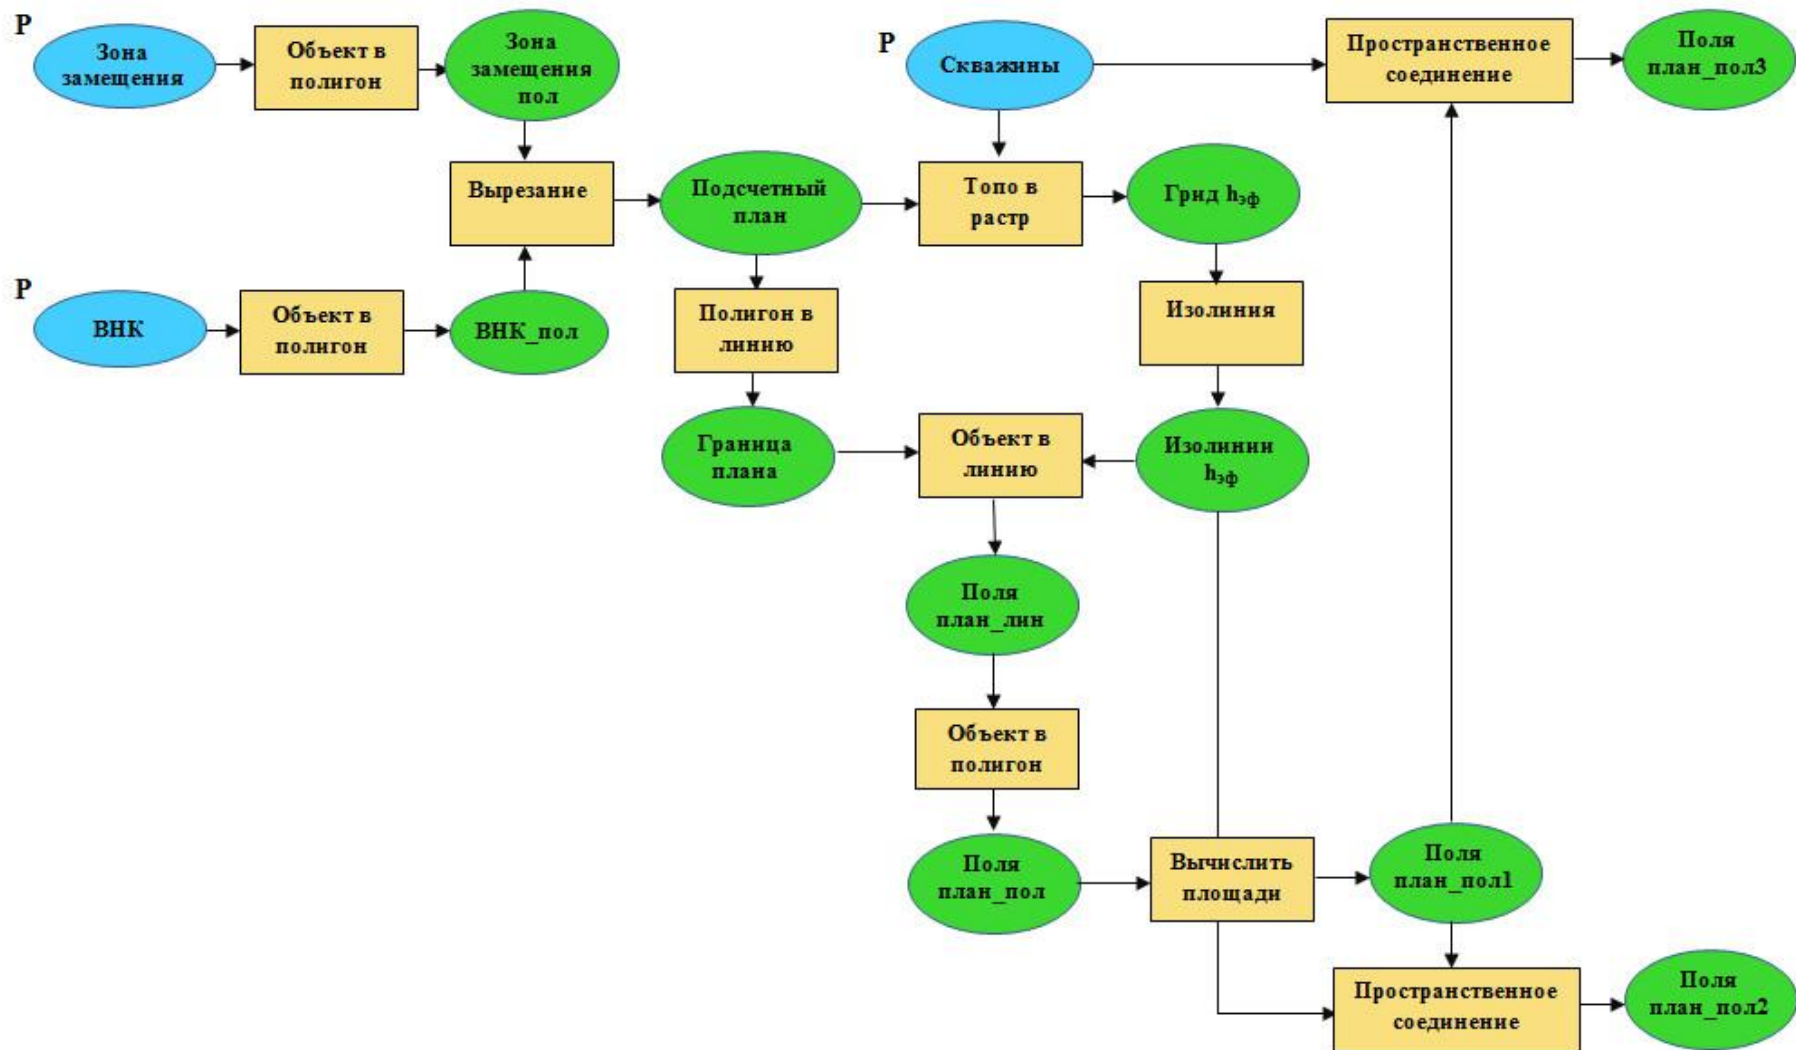 Р
Зона
замещения
Объект в
полигон
Зона
замещения
пол
Р
Скважины
Пространственное
соединение
Поля
план_пол3
Вырезание
Подсчетный
план
Топо в
растр
Грид hэф
Р
ВНК
Объект в
полигон
ВНК_пол
Полигон в
линию
Изолиния
Граница
плана
Объект в
линию
Изолинии
hэф
Поля
план_лин
Объект в
полигон
Поля
план_пол
Вычислить
площади
Поля
план_пол1
Пространственное
соединение
Поля
план_пол2